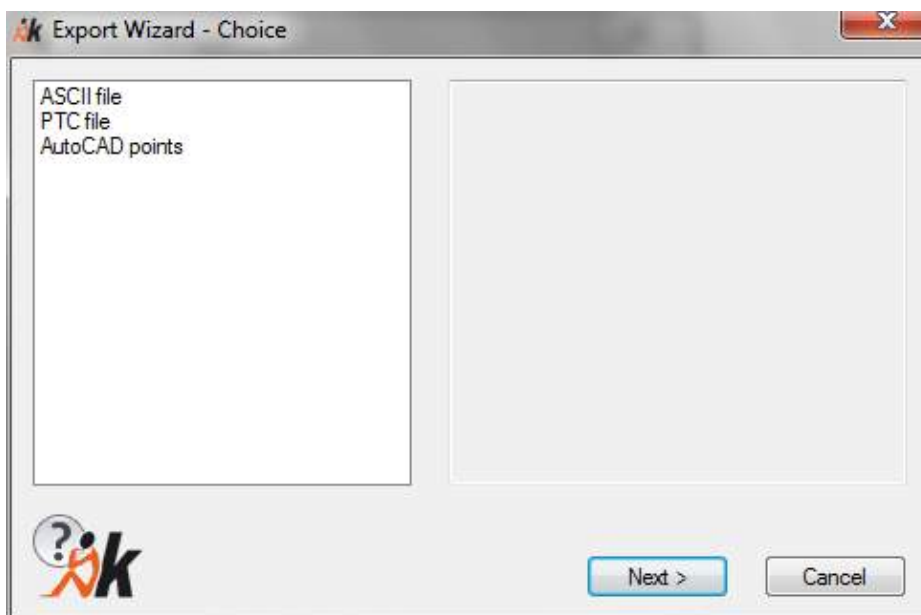 k Export Wizard - Choice
ASCII file
PTC file
AutoCAD points
? k
Next >
Cancel